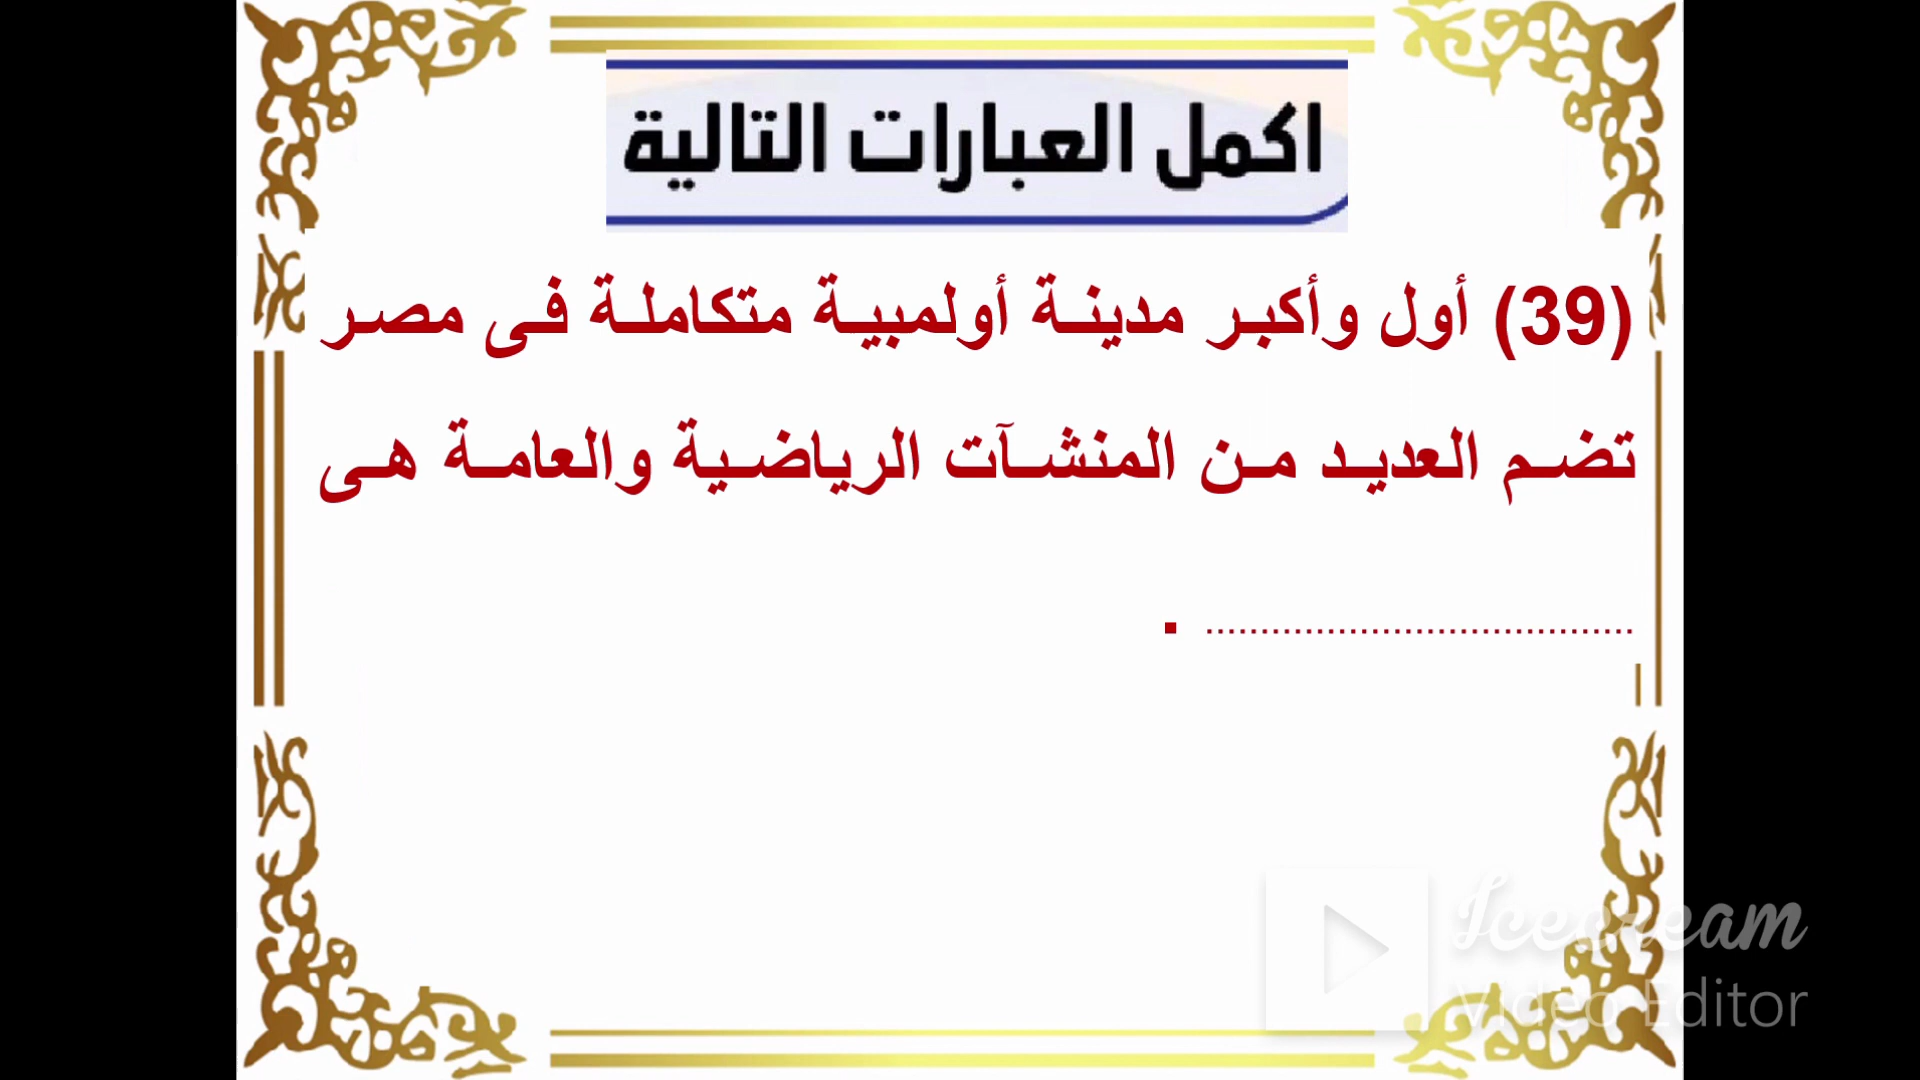 اكمل العبارات التالية
(39) أول وأكبر مدينة أولمبية متكاملة فى مصر
تضم العديد من المنشآت الرياضية والعامة هى
....................................... .
Icecream
Video Editor